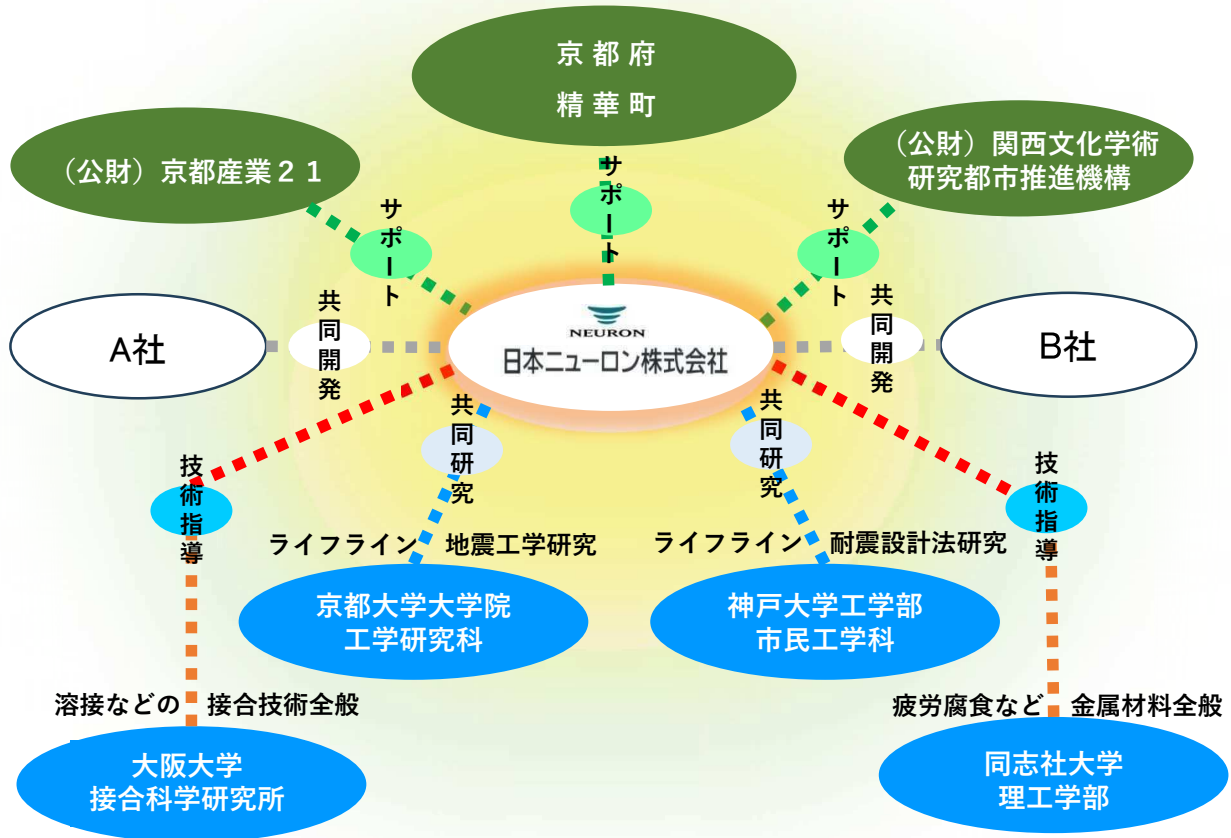 京都府
精華町
（公財）京都産業２１
（公財）関西文化学術
研究都市推進機構
サポート
サポート
サポート
A社
共同開発
NEURON
日本ニューロン株式会社
共同開発
B社
技術指導
共同研究
共同研究
技術指導
ライフライン 地震工学研究
ライフライン 耐震設計法研究
京都大学大学院
工学研究科
神戸大学工学部
市民工学科
溶接などの 接合技術全般
疲労腐食など 金属材料全般
大阪大学
接合科学研究所
同志社大学
理工学部